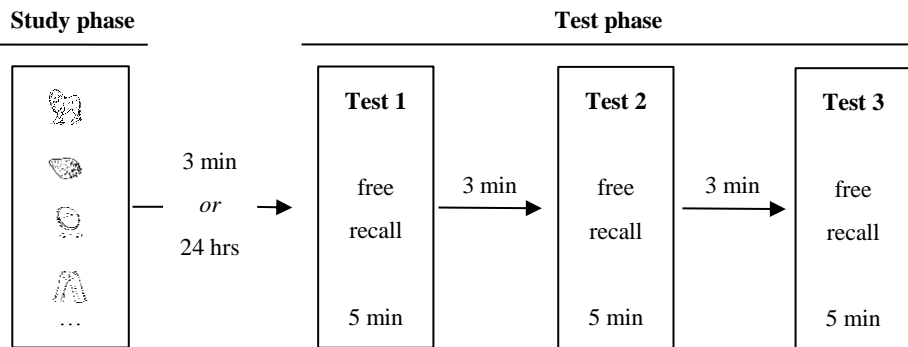 Study phase
Test phase
…
3 min
or
24 hrs
Test 1
free
recall
5 min
3 min
Test 2
free
recall
5 min
3 min
Test 3
free
recall
5 min